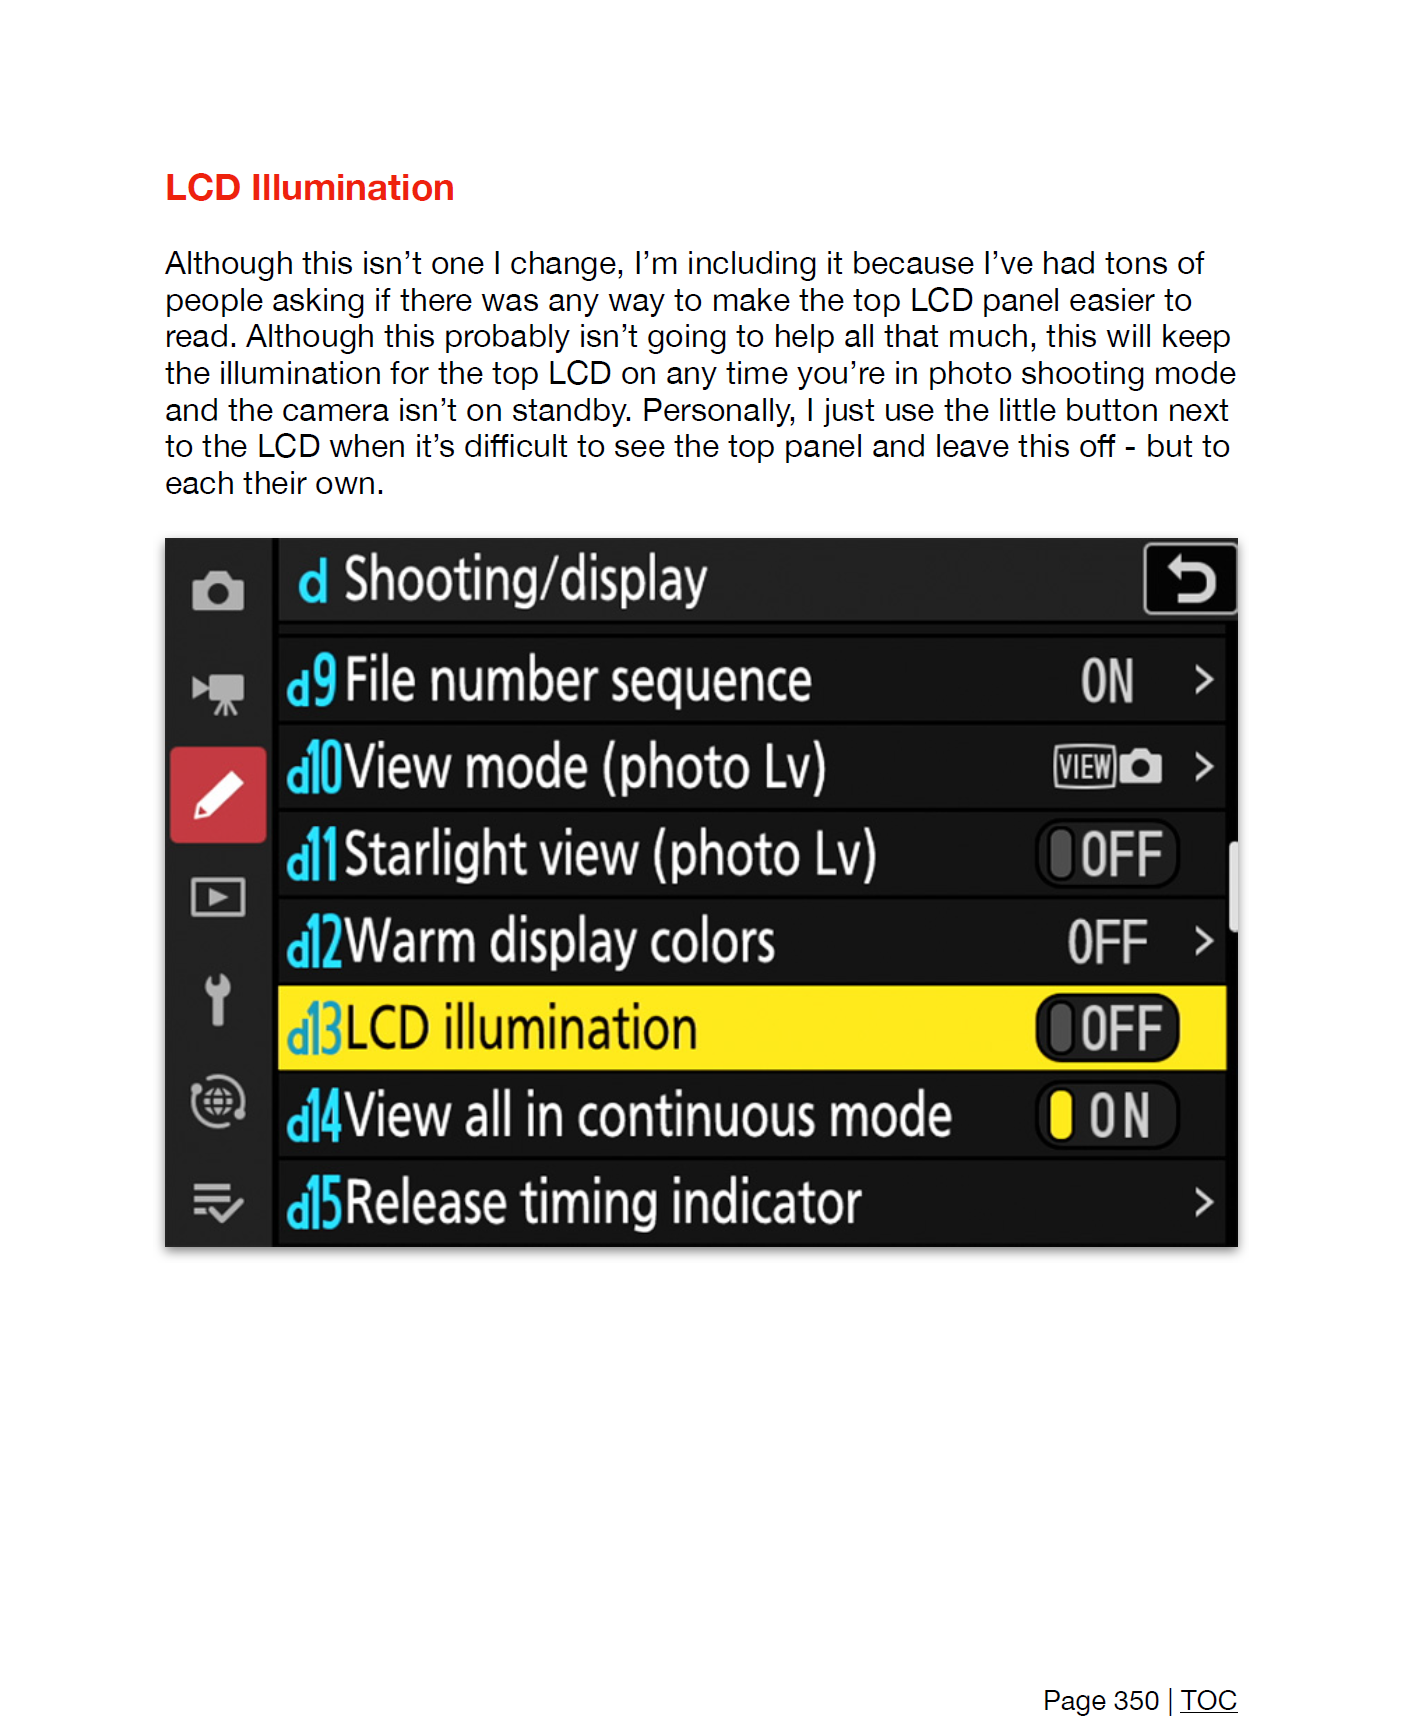 LCD Illumination
Although this isn’t one I change, I’m including it because I’ve had tons of
people asking if there was any way to make the top LCD panel easier to
read. Although this probably isn’t going to help all that much, this will keep
the illumination for the top LCD on any time you’re in photo shooting mode
and the camera isn’t on standby. Personally, I just use the little button next
to the LCD when it’s difficult to see the top panel and leave this off - but to
each their own.
d Shooting/display
d9 File number sequence ON >
d10 View mode (photo Lv) VIEW >
d11 Starlight view (photo Lv) OFF
d12 Warm display colors OFF >
d13 LCD illumination OFF
d14 View all in continuous mode ON
d15 Release timing indicator >
Page 350 | TOC